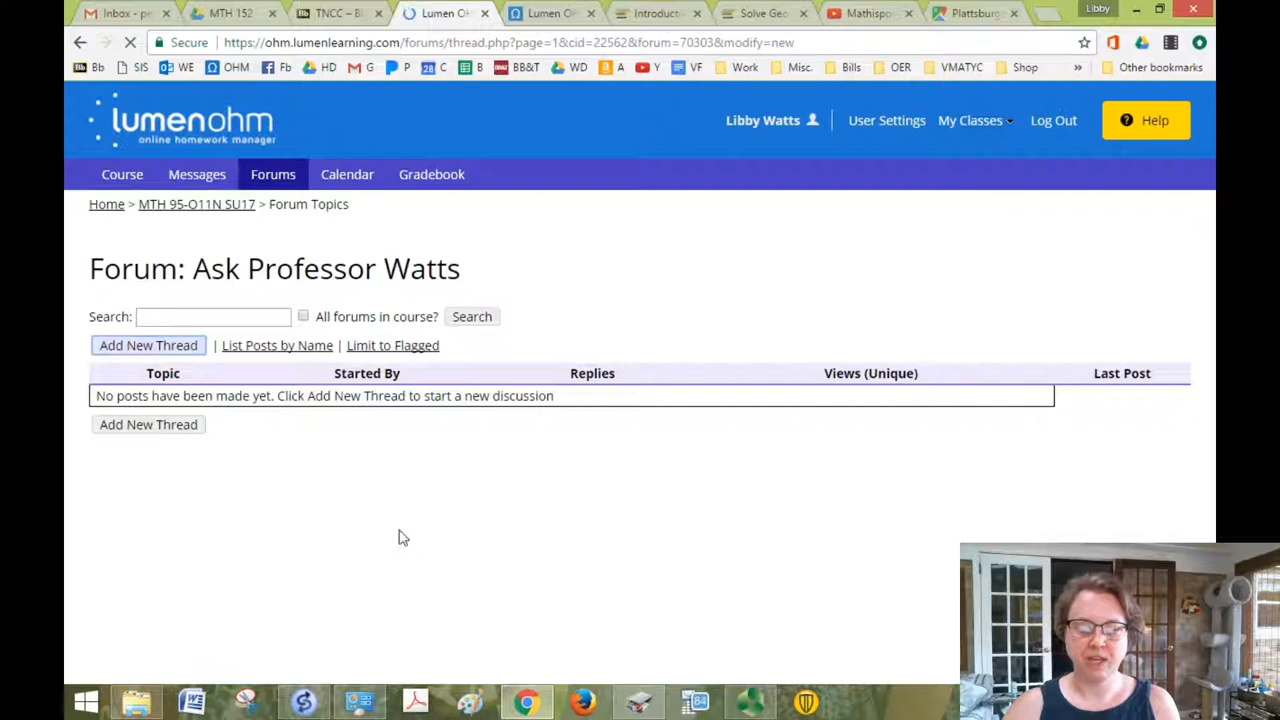 Inbox - pe
MTH 152
TNCC – B
Lumen O
Lumen O
Introducti
Solve Geo
Mathispo
Plattsburg
Libby
Secure
https://ohm.lumenlearning.com/forums/thread.php?page=1&cid=22562&forum=70303&modify=new
Bb SIS WE OHM Fb HD G P C B BB&T WD A Y VF Work Misc. Bills OER VMATYC Shop » Other bookmarks
lumenohm
online homework manager
Libby Watts
User Settings
My Classes
Log Out
Help
Course Messages Forums Calendar Gradebook
Home > MTH 95-O11N SU17 > Forum Topics
Forum: Ask Professor Watts
Search: All forums in course? Search
Add New Thread | List Posts by Name | Limit to Flagged
Topic Started By Replies Views (Unique) Last Post
No posts have been made yet. Click Add New Thread to start a new discussion
Add New Thread